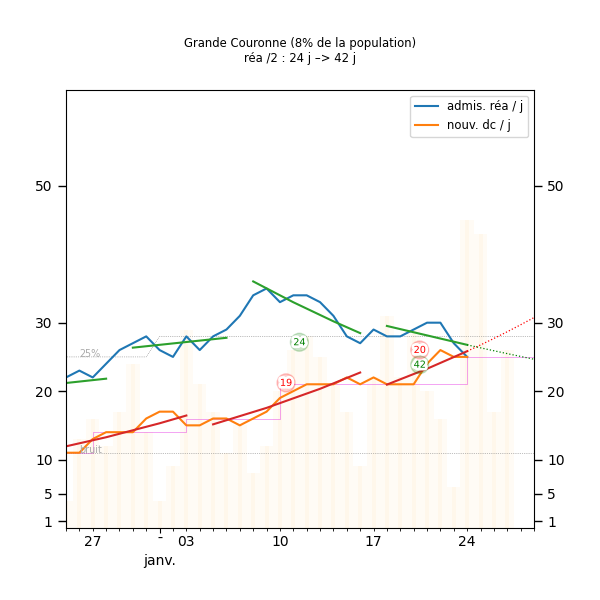 Grande Couronne (8% de la population)
réa /2 : 24 j –> 42 j
admis. réa / j
nouv. dc / j
50 50
30 30
25%
24
20
42
19
20 20
10 10
bruit
5 5
1 1
27 - 03 10 17 24
janv.